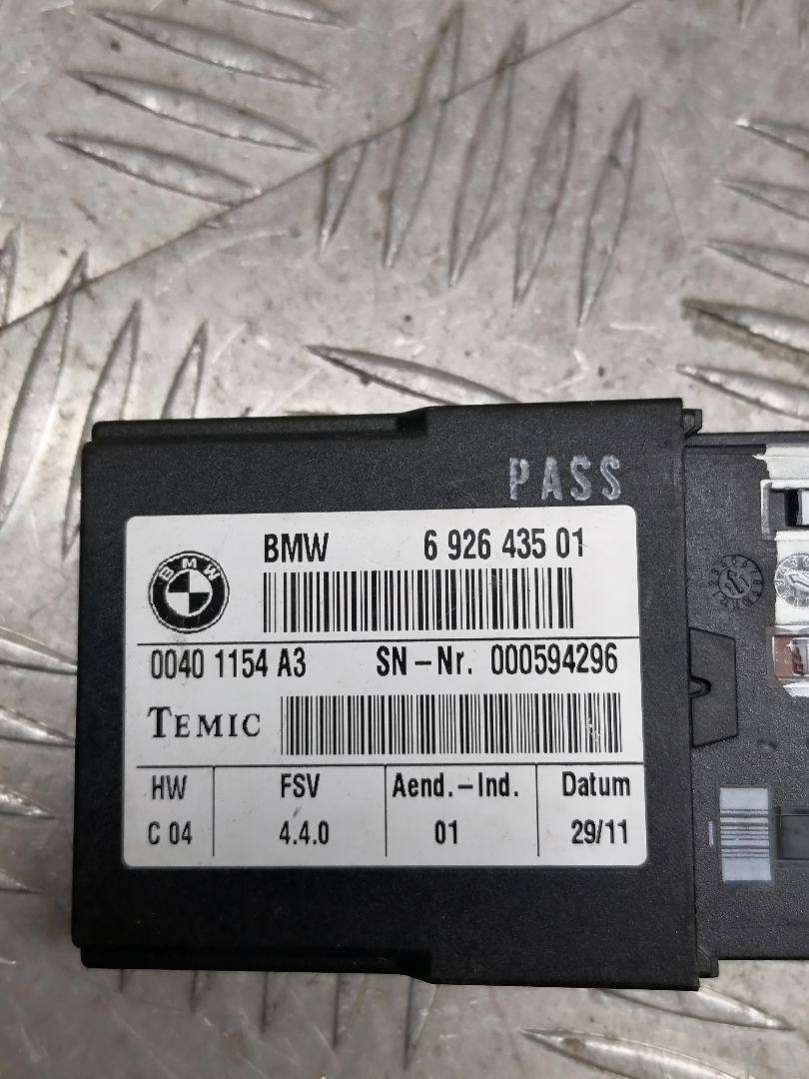 PASS
BMW 6 926 435 01
BMW
0040 1154 A3 SN-Nr. 000594296
TEMIC
HW FSV Aend.-Ind. Datum
C 04 4.4.0 01 29/11